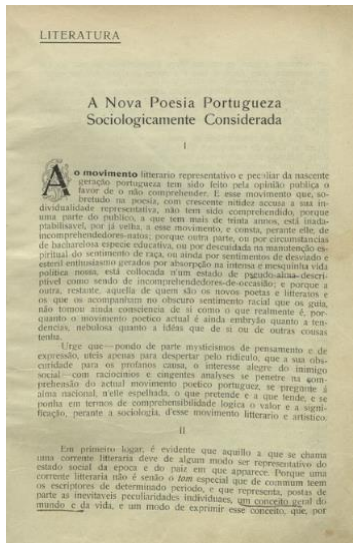 LITERATURA
A Nova Poesia Portugueza
Sociologicamente Considerada
I
Ao movimento litterario representativo e peculiar da nascente
geração portugueza tem sido feito pela opinião publica o
favor de o não comprehender. E esse movimento que, so-
bretudo na poesia, com crescente nitidez accusa a sua in-
dividualidade representativa, não tem sido comprehendido, porque
uma parte do publico, a que tem mais de trinta annos, está inada-
ptabilisavel, por já velha, a esse movimento, e consta, perante elle, de
incomprehendedores-natos; porque outra parte, ou por circumstancias
de bacharelosa especie educativa, ou por descuidada na manutenção es-
piritual do sentimento de raça, ou ainda por sentimentos de desviado e
esteril enthusiasmo gerados por absorpção na intensa e mesquinha vida
politica nossa, está collocada n'um estado de pseudo-alma descri-
ptivel como sendo de incomprehendedores-de-occasião; e porque a
outra, restante, aquella de quem são os novos poetas e litteratos e
os que os acompanham no obscuro sentimento racial que os guia,
não tomou ainda consciencia de si como o que realmente é, por-
quanto o movimento poetico actual é ainda embryão quanto a ten-
dencias, nebulosa quanto a idéas que de si ou de outras cousas
tenha.
Urge que—pondo de parte mysticismos de pensamento e de
expressão, uteis apenas para despertar pelo ridiculo, que a sua obs-
curidade para os profanos causa, o interesse alegre do inimigo
social—com raciocinios e cingentes analyses se penetre na com-
prehensão do actual movimento poetico portuguez, se pregunte á
alma nacional, n'elle espelhada, o que pretende e a que tende, e se
ponha em termos de comprehensibilidade logica o valor e a signi-
ficação, perante a sociologia, d'esse movimento litterario e artistico.
II
Em primeiro logar, é evidente que aquillo a que se chama
uma corrente litteraria deve de algum modo ser representativo do
estado social da epoca e do paiz em que apparece. Porque uma
corrente litteraria não é senão o tom especial que de commum teem
os escriptores de determinado periodo, e que representa, postas de
parte as inevitaveis peculiaridades individuaes, um conceito geral do
mundo e da vida, e um modo de exprimir esse conceito, que, por